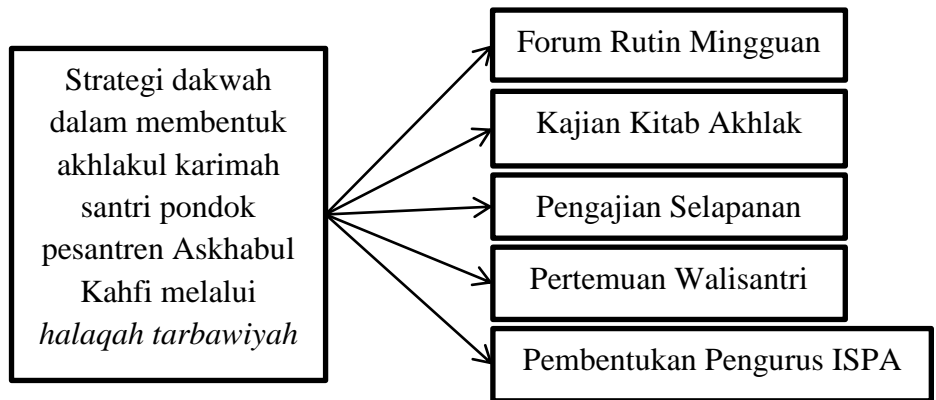 Strategi dakwah
dalam membentuk
akhlakul karimah
santri pondok
pesantren Askhabul
Kahfi melalui
halaqah tarbawiyah
Forum Rutin Mingguan
Kajian Kitab Akhlak
Pengajian Selapanan
Pertemuan Walisantri
Pembentukan Pengurus ISPA